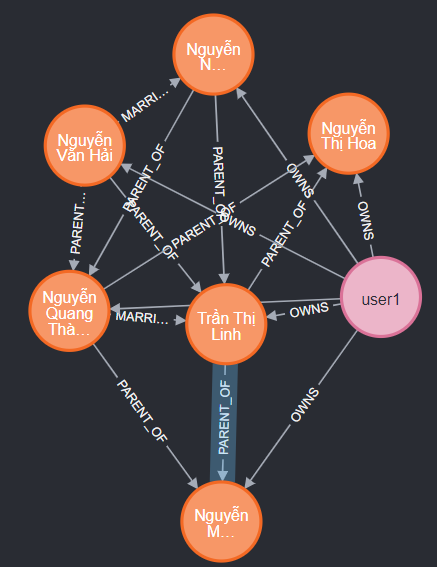 Nguyễn
N...
MARRI...
Nguyễn
Thị Hoa
Nguyễn
Văn Hải
PARENT_OF
PARENT_OF
OWNS
OWNS
PARENT...
PARENT_OF
PARENT_OF
OWNS
PARENT_OF
Nguyễn
Quang
Thà...
MARRI...
Trần Thị
Linh
OWNS
user1
PARENT_OF
PARENT_OF
OWNS
Nguyễn
M...